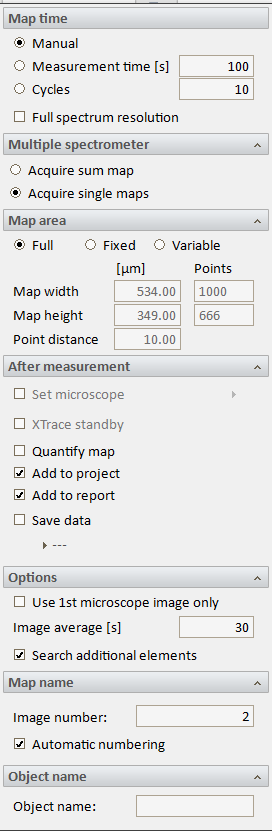 Map time
Manual
Measurement time [s] 100
Cycles 10
Full spectrum resolution
Multiple spectrometer
Acquire sum map
Acquire single maps
Map area
Full Fixed Variable
[µm] Points
Map width 534.00 1000
Map height 349.00 666
Point distance 10.00
After measurement
Set microscope
XTrace standby
Quantify map
Add to project
Add to report
Save data
---
Options
Use 1st microscope image only
Image average [s] 30
Search additional elements
Map name
Image number: 2
Automatic numbering
Object name
Object name: